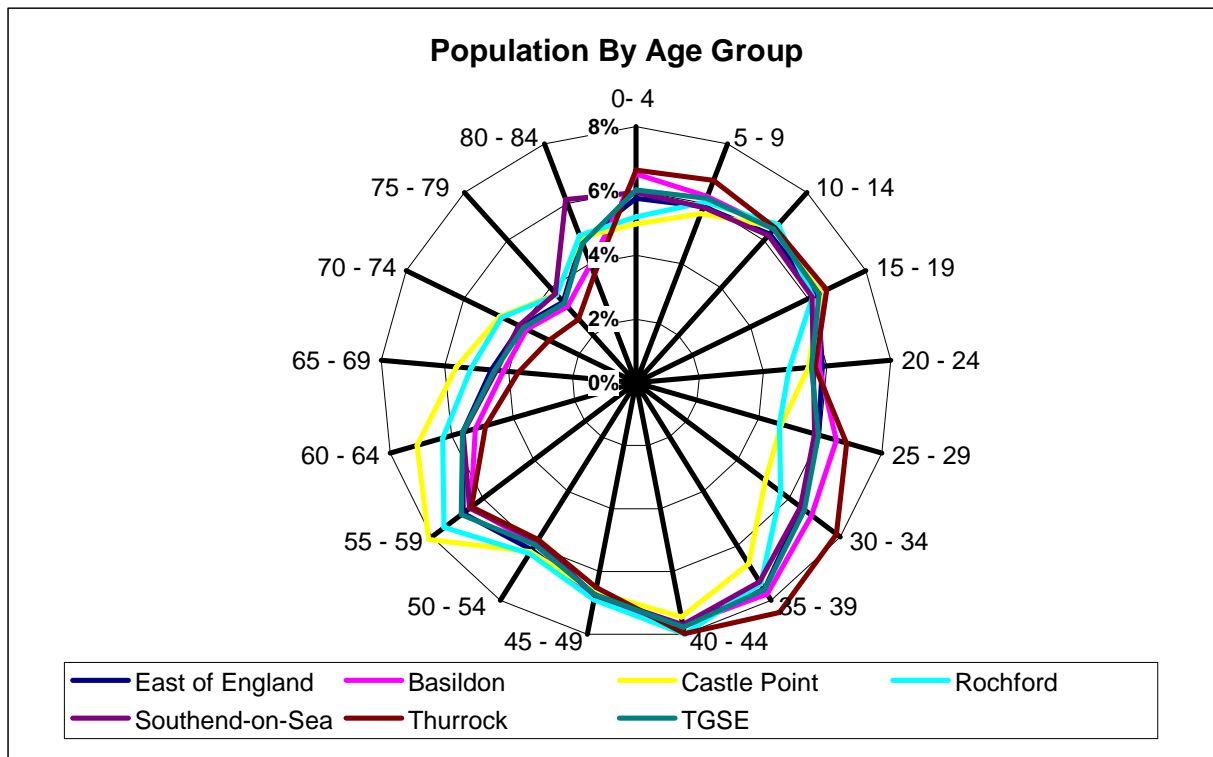 Population By Age Group
0- 4
5 - 9
10 - 14
15 - 19
20 - 24
25 - 29
30 - 34
35 - 39
40 - 44
45 - 49
50 - 54
55 - 59
60 - 64
65 - 69
70 - 74
75 - 79
80 - 84
8%
6%
4%
2%
0%
East of England Basildon Castle Point Rochford
Southend-on-Sea Thurrock TGSE